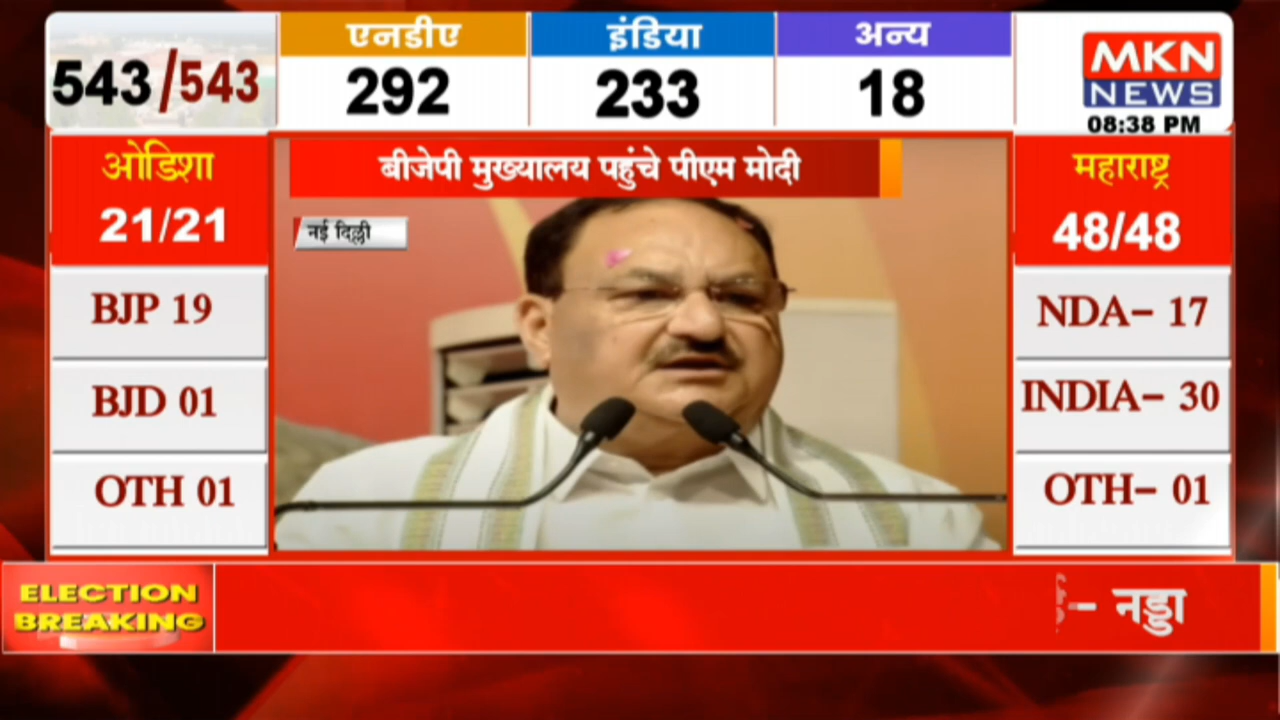 एनडीए
इंडिया
अन्य
543/543
292
233
18
MKN
NEWS
08:38 PM
ओडिशा
21/21
BJP 19
BJD 01
OTH 01
बीजेपी मुख्यालय पहुंचे पीएम मोदी
नई दिल्ली
महाराष्ट्र
48/48
NDA- 17
INDIA- 30
OTH- 01
ELECTION
BREAKING
- नड्डा